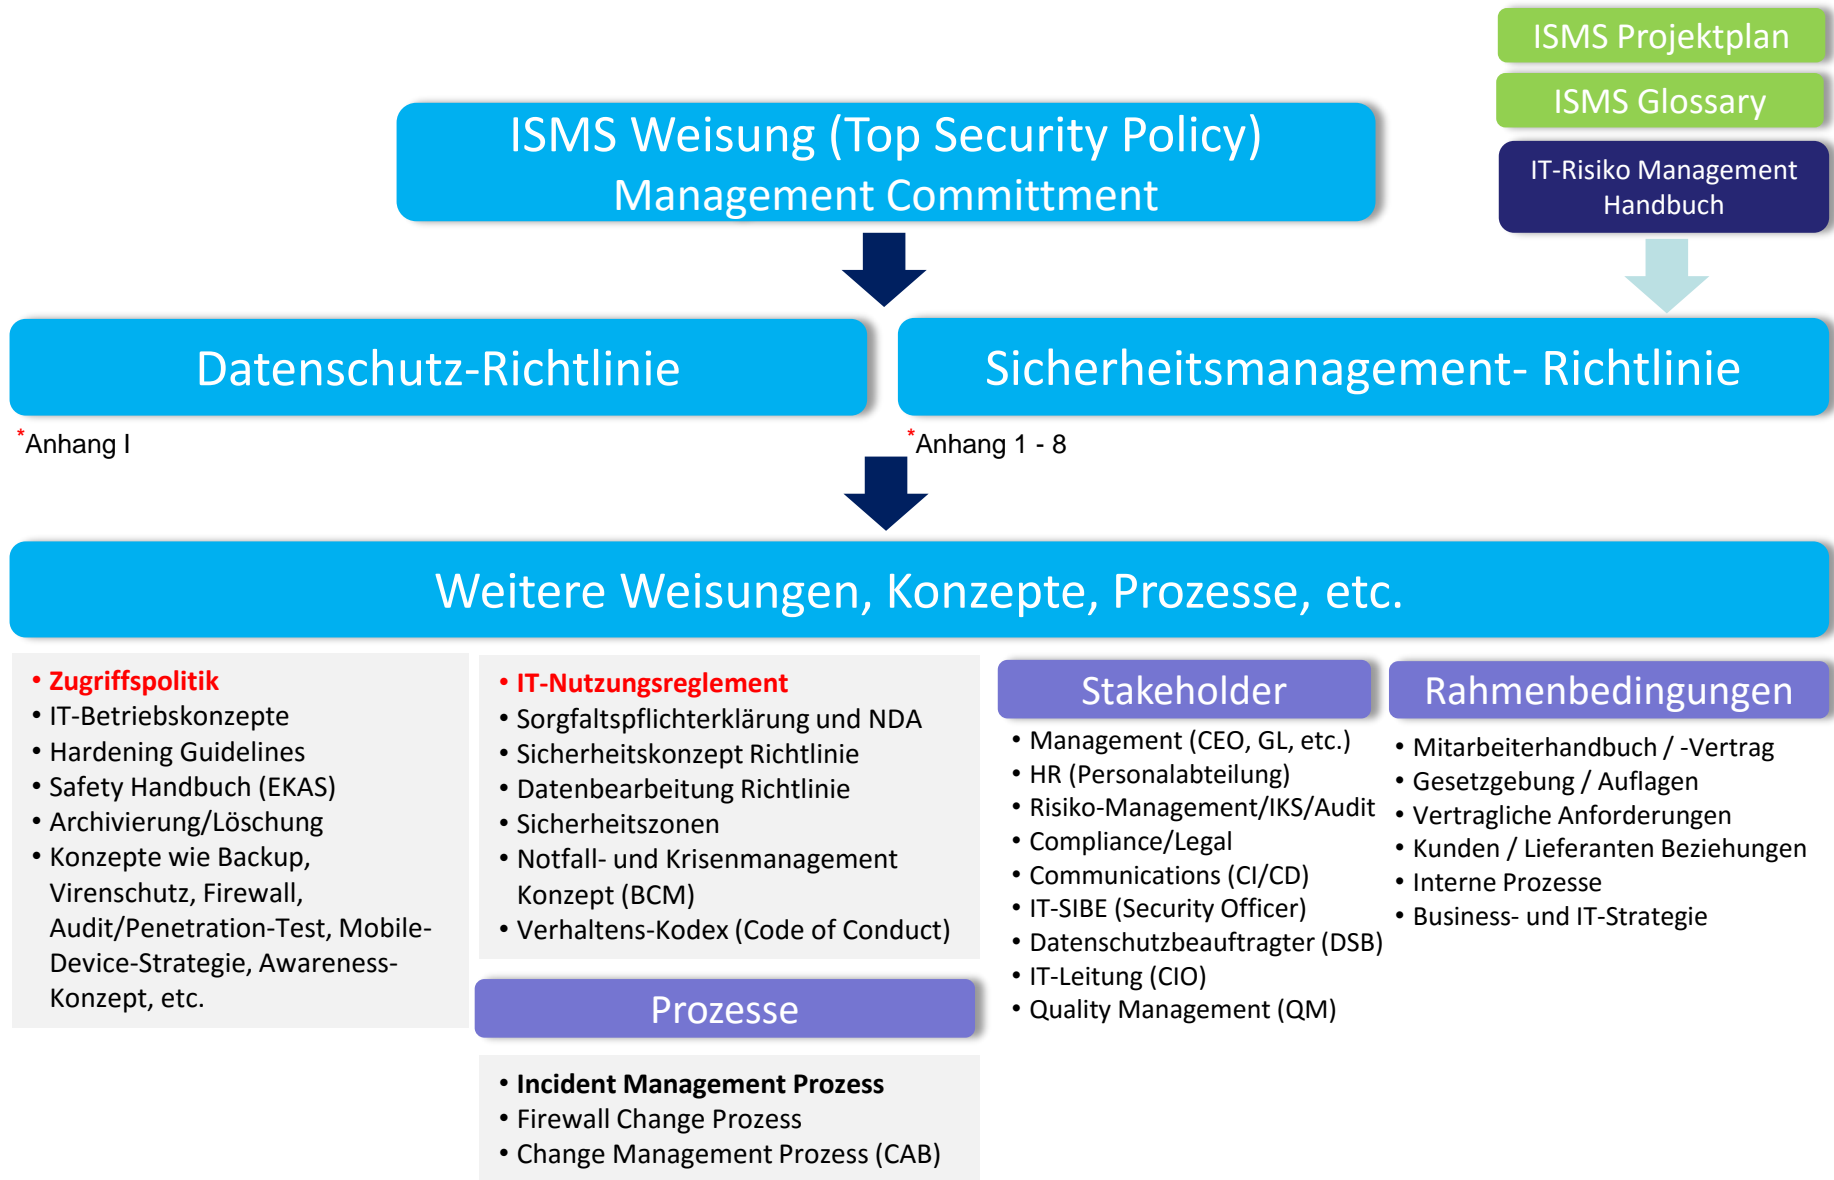 ISMS Projektplan
ISMS Glossary
IT-Risiko Management
Handbuch
ISMS Weisung (Top Security Policy)
Management Committment
Datenschutz-Richtlinie
Sicherheitsmanagement- Richtlinie
*Anhang I
*Anhang 1 - 8
Weitere Weisungen, Konzepte, Prozesse, etc.
• Zugriffspolitik
• IT-Betriebskonzepte
• Hardening Guidelines
• Safety Handbuch (EKAS)
• Archivierung/Löschung
• Konzepte wie Backup,
Virenschutz, Firewall,
Audit/Penetration-Test, Mobile-
Device-Strategie, Awareness-
Konzept, etc.
• IT-Nutzungsreglement
• Sorgfaltspflichterklärung und NDA
• Sicherheitskonzept Richtlinie
• Datenbearbeitung Richtlinie
• Sicherheitszonen
• Notfall- und Krisenmanagement
Konzept (BCM)
• Verhaltens-Kodex (Code of Conduct)
Prozesse
• Incident Management Prozess
• Firewall Change Prozess
• Change Management Prozess (CAB)
Stakeholder
• Management (CEO, GL, etc.)
• HR (Personalabteilung)
• Risiko-Management/IKS/Audit
• Compliance/Legal
• Communications (CI/CD)
• IT-SIBE (Security Officer)
• Datenschutzbeauftragter (DSB)
• IT-Leitung (CIO)
• Quality Management (QM)
Rahmenbedingungen
• Mitarbeiterhandbuch / -Vertrag
• Gesetzgebung / Auflagen
• Vertragliche Anforderungen
• Kunden / Lieferanten Beziehungen
• Interne Prozesse
• Business- und IT-Strategie